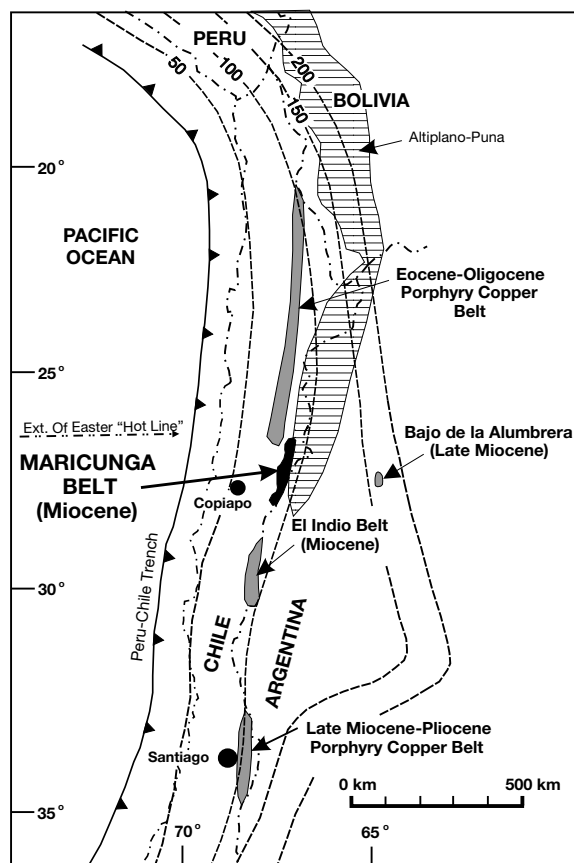 PERU
50
100
200
150
BOLIVIA
Altiplano-Puna
20°
PACIFIC
OCEAN
Eocene-Oligocene
Porphyry Copper
Belt
25°
Ext. Of Easter “Hot Line”
MARICUNGA
BELT
(Miocene)
Copiapo
Bajo de la Alumbrera
(Late Miocene)
El Indio Belt
(Miocene)
Peru-Chile Trench
30°
CHILE
ARGENTINA
Late Miocene-Pliocene
Porphyry Copper Belt
Santiago
0 km
500 km
35°
70°
65°